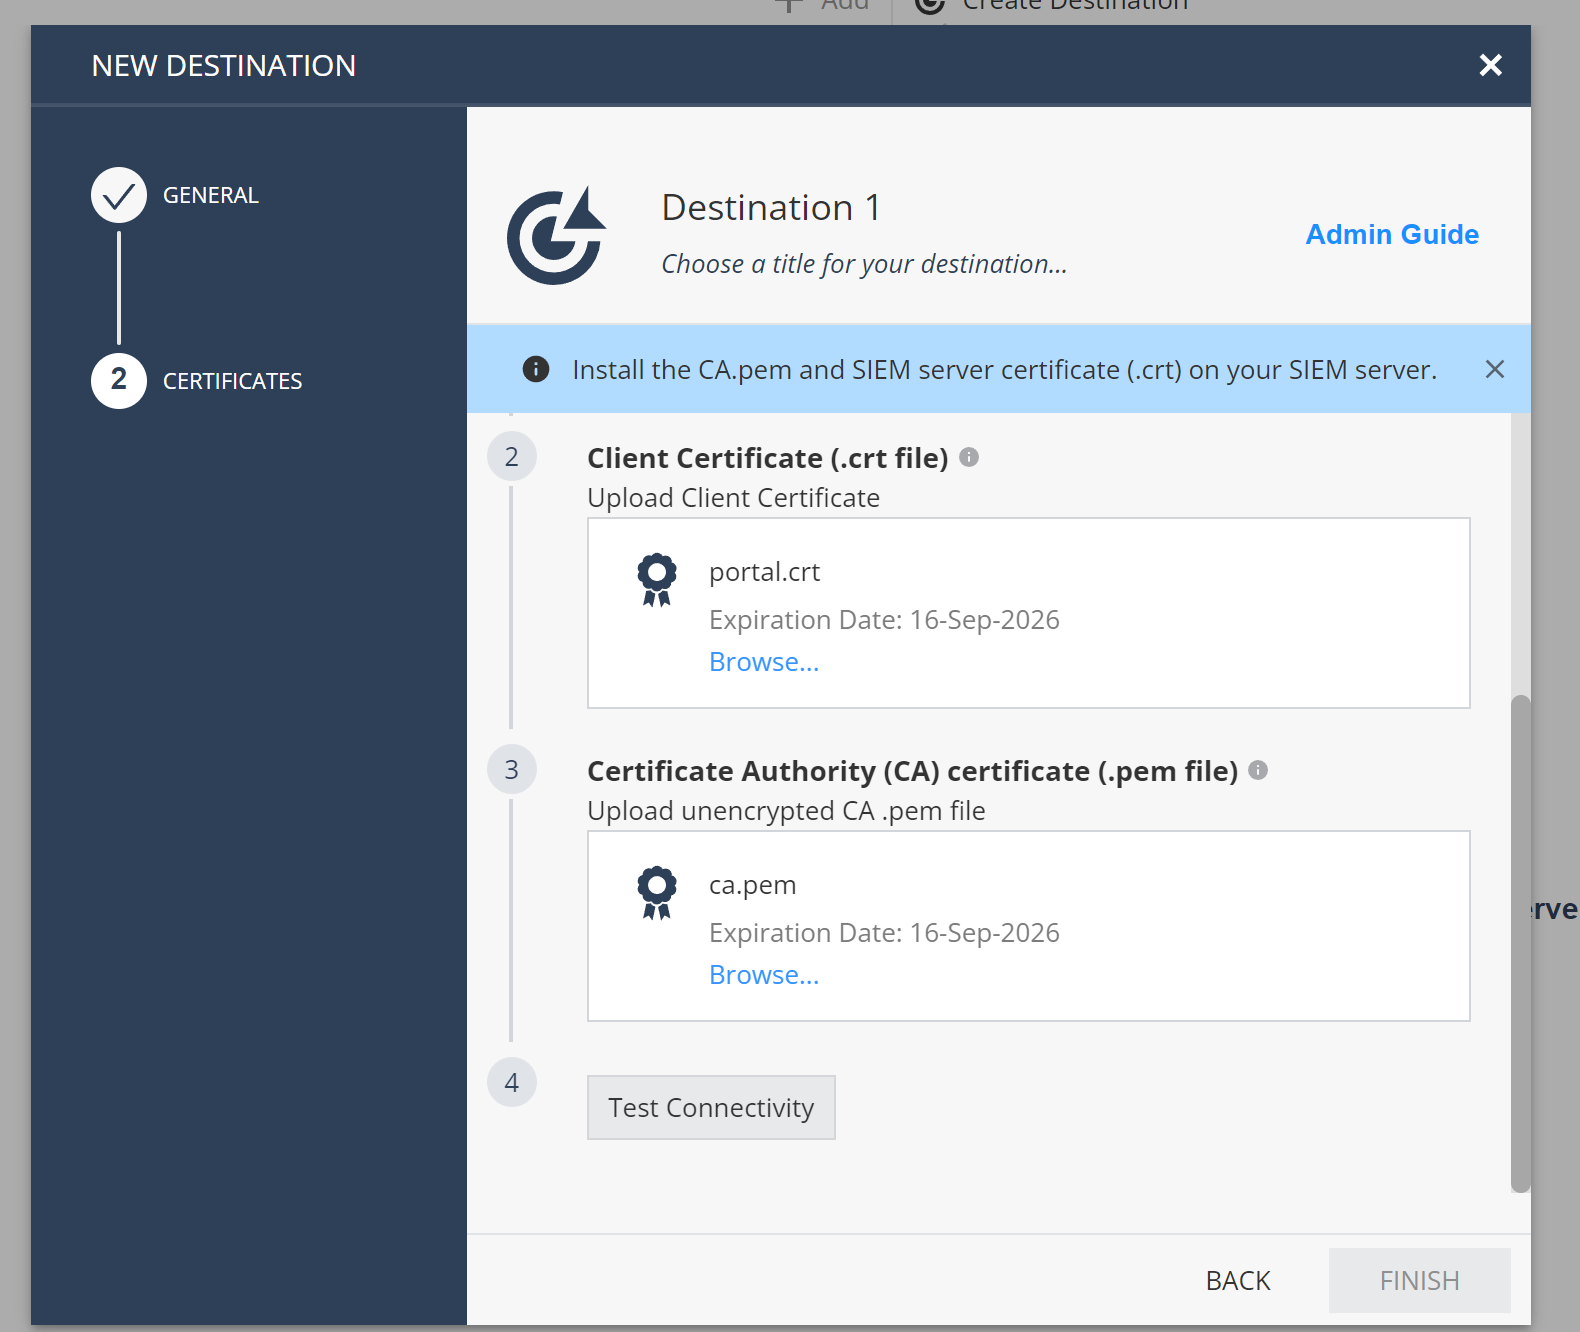 Add
Create Destination
NEW DESTINATION
GENERAL
2 CERTIFICATES
Destination 1
Choose a title for your destination...
Admin Guide
Install the CA.pem and SIEM server certificate (.crt) on your SIEM server.
2
Client Certificate (.crt file)
Upload Client Certificate
portal.crt
Expiration Date: 16-Sep-2026
Browse...
3
Certificate Authority (CA) certificate (.pem file)
Upload unencrypted CA .pem file
ca.pem
Expiration Date: 16-Sep-2026
Browse...
4
Test Connectivity
BACK
FINISH